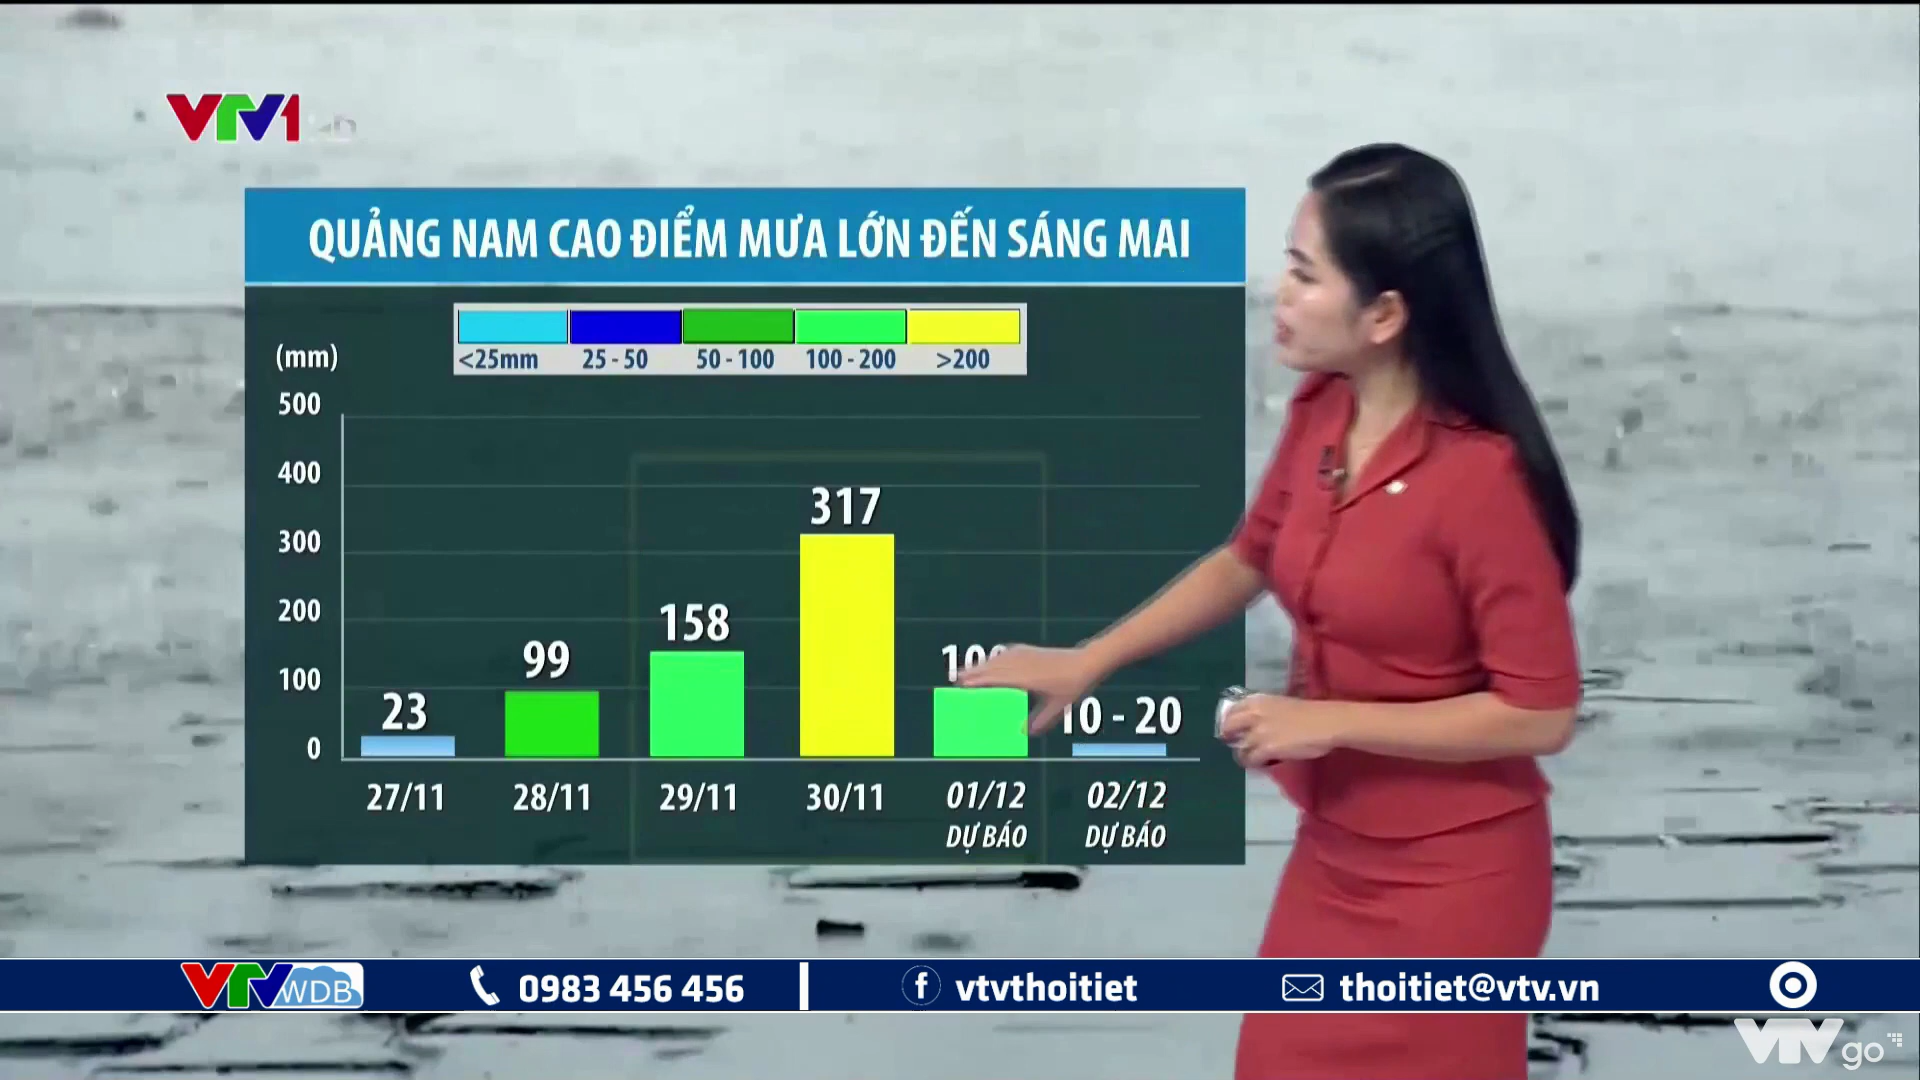 VTV1
QUẢNG NAM CAO ĐIỂM MƯA LỚN ĐẾN SÁNG MAI
<25mm 25 - 50 50 - 100 100 - 200 >200
(mm)
500
400
300
200
100
0
23
99
158
317
10 - 20
27/11 28/11 29/11 30/11 01/12 02/12
DỰ BÁO DỰ BÁO
VTV WDB 0983 456 456 vtvthoitiet thoitiet@vtv.vn
VTV go